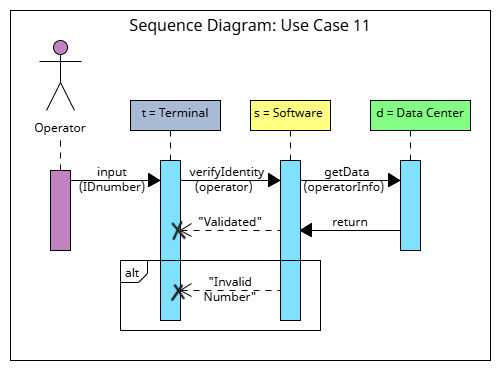 Sequence Diagram: Use Case 11
Operator
t = Terminal
s = Software
d = Data Center
input
(IDnumber)
verifyIdentity
(operator)
getData
(operatorInfo)
"Validated"
return
alt
"Invalid
Number"